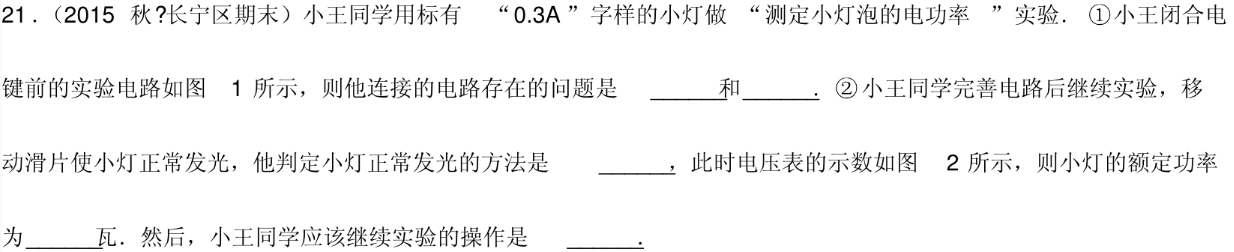 21．（2015 秋?长宁区期末）小王同学用标有 “0.3A ”字样的小灯做 “测定小灯泡的电功率 ”实验．①小王闭合电
键前的实验电路如图 1 所示，则他连接的电路存在的问题是 ______和______．②小王同学完善电路后继续实验，移
动滑片使小灯正常发光，他判定小灯正常发光的方法是 ______，此时电压表的示数如图 2 所示，则小灯的额定功率
为______瓦．然后，小王同学应该继续实验的操作是 ______．